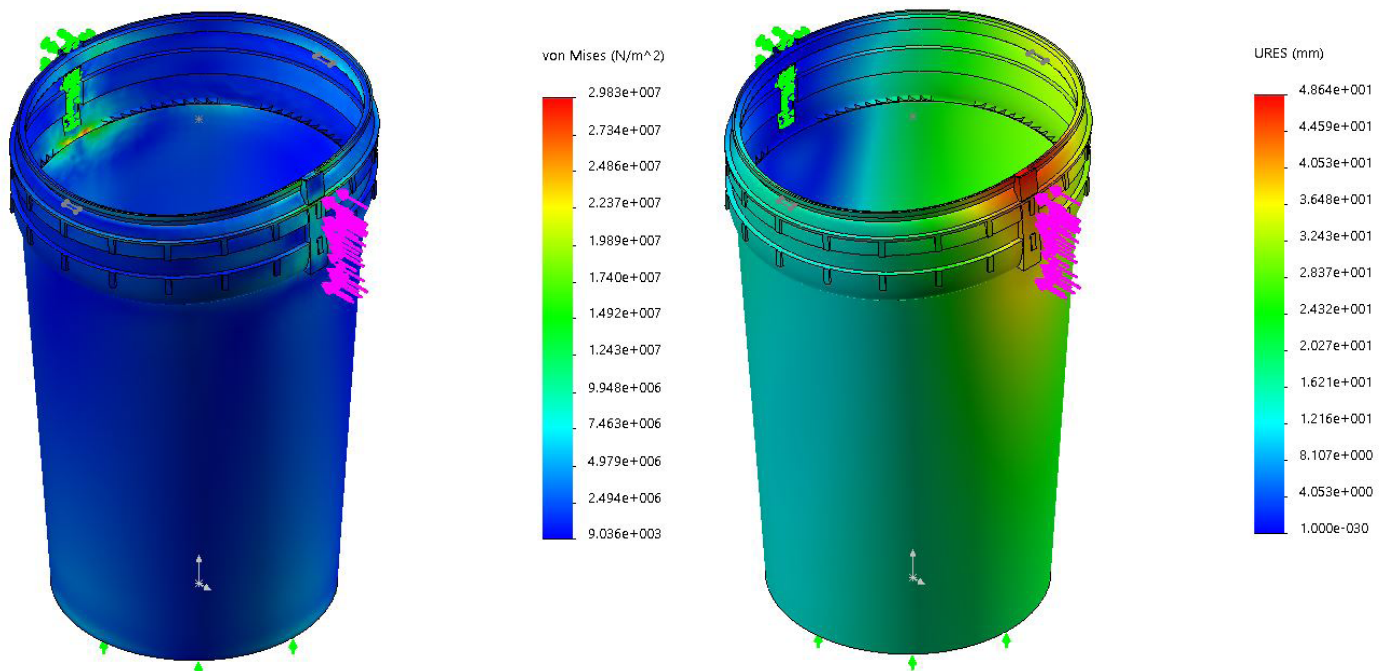 von Mises (N/m^2)
2.983e+007
2.734e+007
2.486e+007
2.237e+007
1.989e+007
1.740e+007
1.492e+007
1.243e+007
9.948e+006
7.463e+006
4.979e+006
2.494e+006
9.036e+003
URES (mm)
4.864e+001
4.459e+001
4.053e+001
3.648e+001
3.243e+001
2.837e+001
2.432e+001
2.027e+001
1.621e+001
1.216e+001
8.107e+000
4.053e+000
1.000e-030